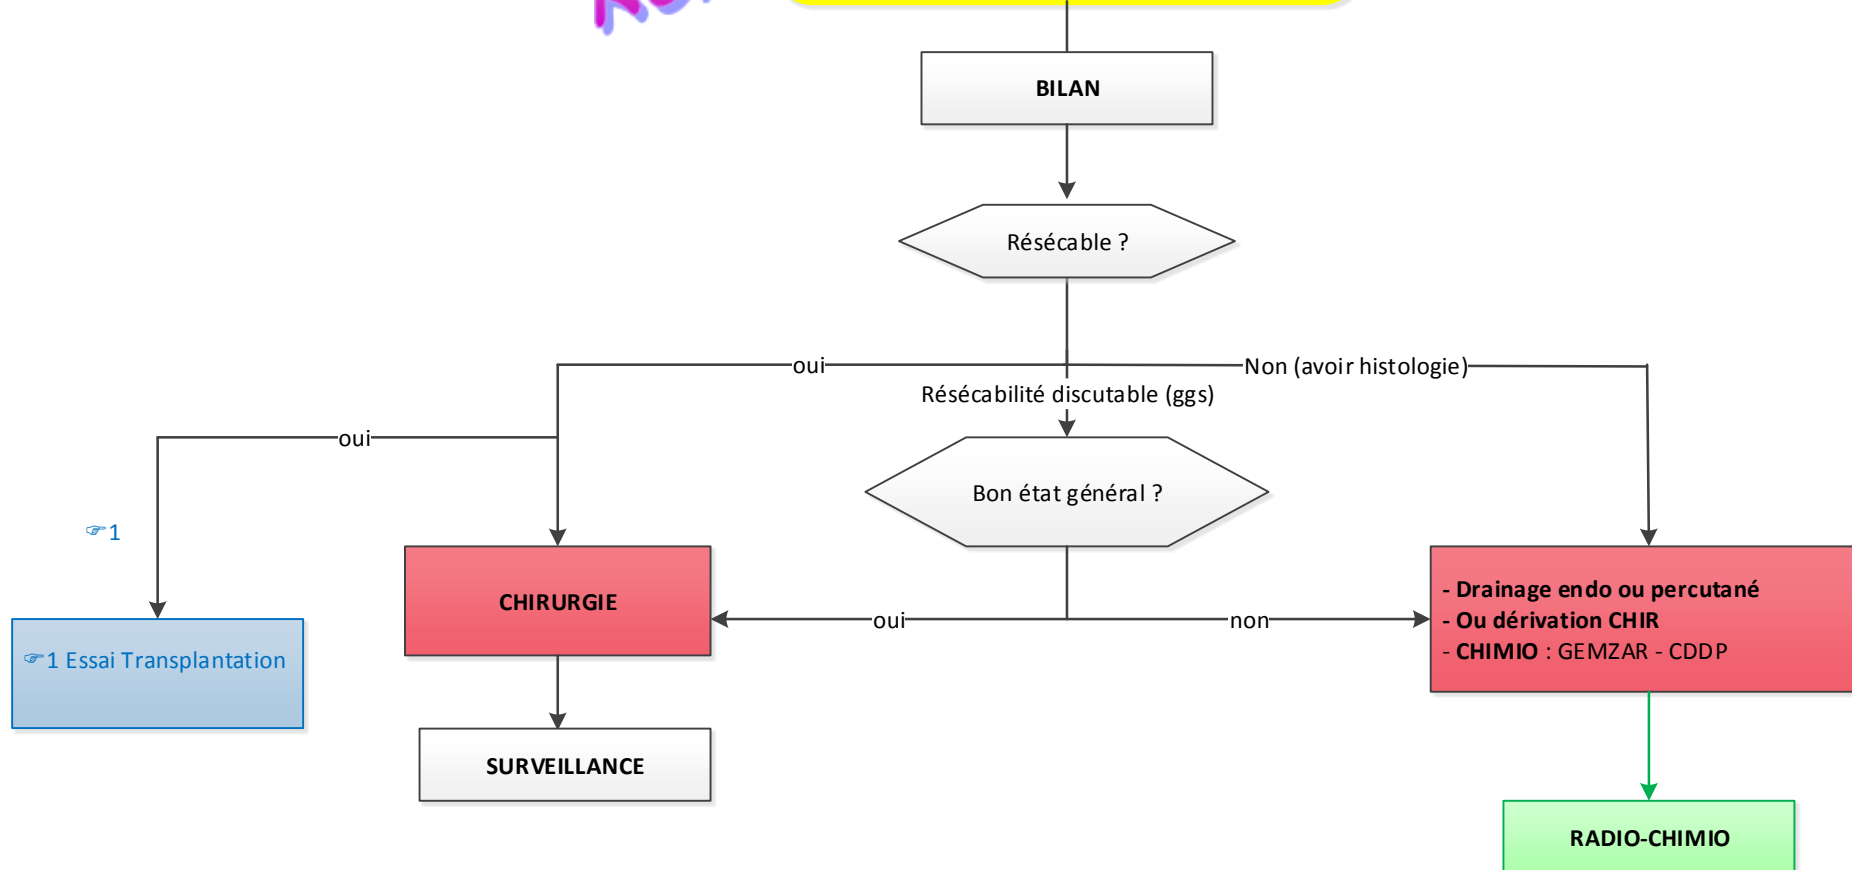 BILAN
Résécable ?
oui
Non (avoir histologie)
Résécabilité discutable (ggs)
oui
Bon état général ?
☞1
CHIRURGIE
- Drainage endo ou percutané
- Ou dérivation CHIR
- CHIMIO : GEMZAR - CDDP
oui
non
☞1 Essai Transplantation
SURVEILLANCE
RADIO-CHIMIO